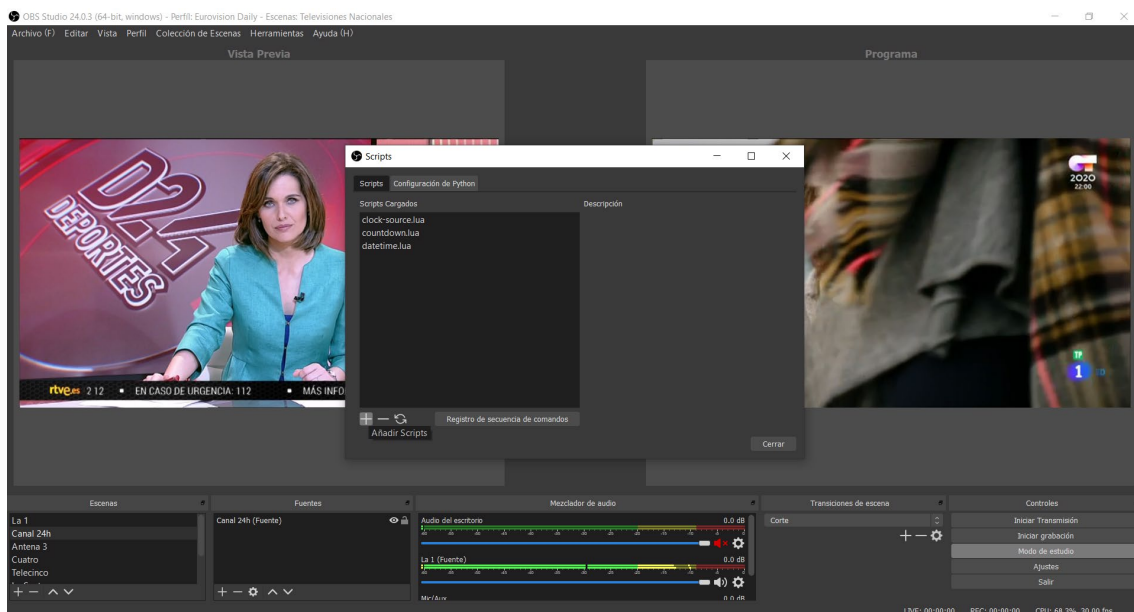 OBS Studio 24.0.3 (64-bit, windows) - Perfil: Eurovision Daily - Escenas: Televisiones Nacionales
Archivo (F) Editar Vista Perfil Colección de Escenas Herramientas Ayuda (H)
Vista Previa
Programa
D24
DEPORTES
rtve.es 2 12 ▪ EN CASO DE URGENCIA: 112 ▪ MÁS INFO
Scripts
Scripts Configuración de Python
Scripts Cargados
Descripción
clock-source.lua
countdown.lua
datetime.lua
Registro de secuencia de comandos
Añadir Scripts
Cerrar
2020
22:00
TP
1
Escenas
La 1
Canal 24h
Antena 3
Cuatro
Telecinco
Fuentes
Canal 24h (Fuente)
Mezclador de audio
Audio del escritorio 0.0 dB
La 1 (Fuente) 0.0 dB
Mic/Aux 0.0 dB
Transiciones de escena
Corte
Controles
Iniciar Transmisión
Iniciar grabación
Modo de estudio
Ajustes
Salir
LIVE: 00:00:00 REC: 00:00:00 CPU: 68.2%, 30.00 fps